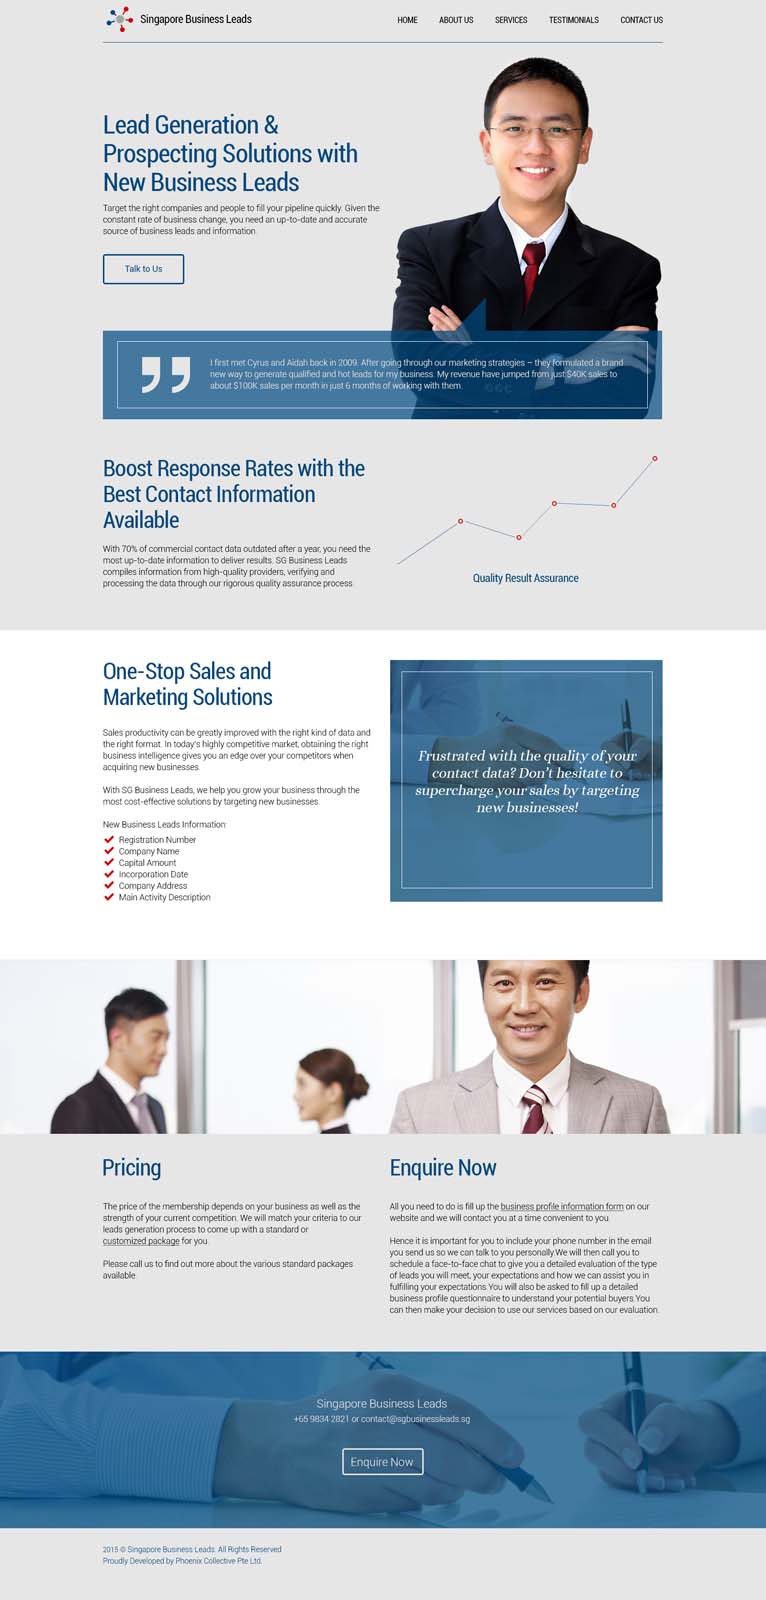 Singapore Business Leads
HOME ABOUT US SERVICES TESTIMONIALS CONTACT US
Lead Generation &
Prospecting Solutions with
New Business Leads
Target the right companies and people to fill your pipeline quickly. Given the
constant rate of business change, you need an up-to-date and accurate
source of business leads and information.
Talk to Us
I first met Cyrus and Aidah back in 2009. After going through our marketing strategies – they formulated a brand
new way to generate qualified and hot leads for my business. My revenue have jumped from just $40K sales to
about $100K sales per month in just 6 months of working with them.
Boost Response Rates with the
Best Contact Information
Available
With 70% of commercial contact data outdated after a year, you need the
most up-to-date information to deliver results. SG Business Leads
compiles information from high-quality providers, verifying and
processing the data through our rigorous quality assurance process.
Quality Result Assurance
One-Stop Sales and
Marketing Solutions
Sales productivity can be greatly improved with the right kind of data and
the right format. In today's highly competitive market, obtaining the right
business intelligence gives you an edge over your competitors when
acquiring new businesses.
With SG Business Leads, we help you grow your business through the
most cost-effective solutions by targeting new businesses.
New Business Leads Information:
Registration Number
Company Name
Capital Amount
Incorporation Date
Company Address
Main Activity Description
Frustrated with the quality of your
contact data? Don't hesitate to
supercharge your sales by targeting
new businesses!
Pricing
The price of the membership depends on your business as well as the
strength of your current competition. We will match your criteria to our
leads generation process to come up with a standard or
customized package for you.
Please call us to find out more about the various standard packages
available.
Enquire Now
All you need to do is fill up the business profile information form on our
website and we will contact you at a time convenient to you.
Hence it is important for you to include your phone number in the email
you send us so we can talk to you personally.We will then call you to
schedule a face-to-face chat to give you a detailed evaluation of the type
of leads you will meet, your expectations and how we can assist you in
fulfilling your expectations.You will also be asked to fill up a detailed
business profile questionnaire to understand your potential buyers.You
can then make your decision to use our services based on our evaluation.
Singapore Business Leads
+65 9834 2821 or contact@sgbusinessleads.sg
Enquire Now
2015 © Singapore Business Leads. All Rights Reserved
Proudly Developed by Phoenix Collective Pte Ltd.